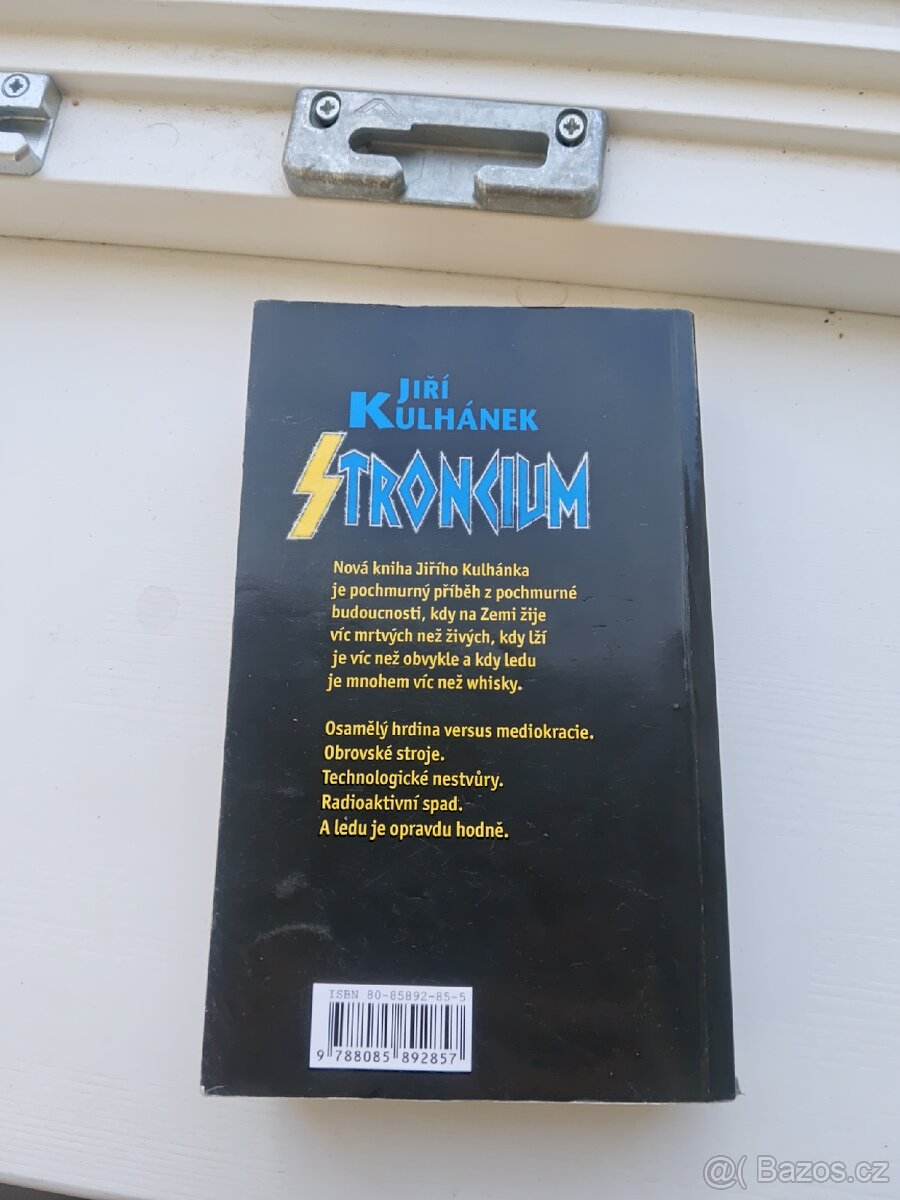 JIŘÍ
KULHÁNEK
STRONCIUM
Nová kniha Jiřího Kulhánka
je pochmurný příběh z pochmurné
budoucnosti, kdy na Zemi žije
víc mrtvých než živých, kdy lží
je víc než obvykle a kdy ledu
je mnohem víc než whisky.
Osamělý hrdina versus mediokracie.
Obrovské stroje.
Technologické nestvůry.
Radioaktivní spad.
A ledu je opravdu hodně.
ISBN 80-85892-85-5
9 788085 892857
@( Bazos.cz